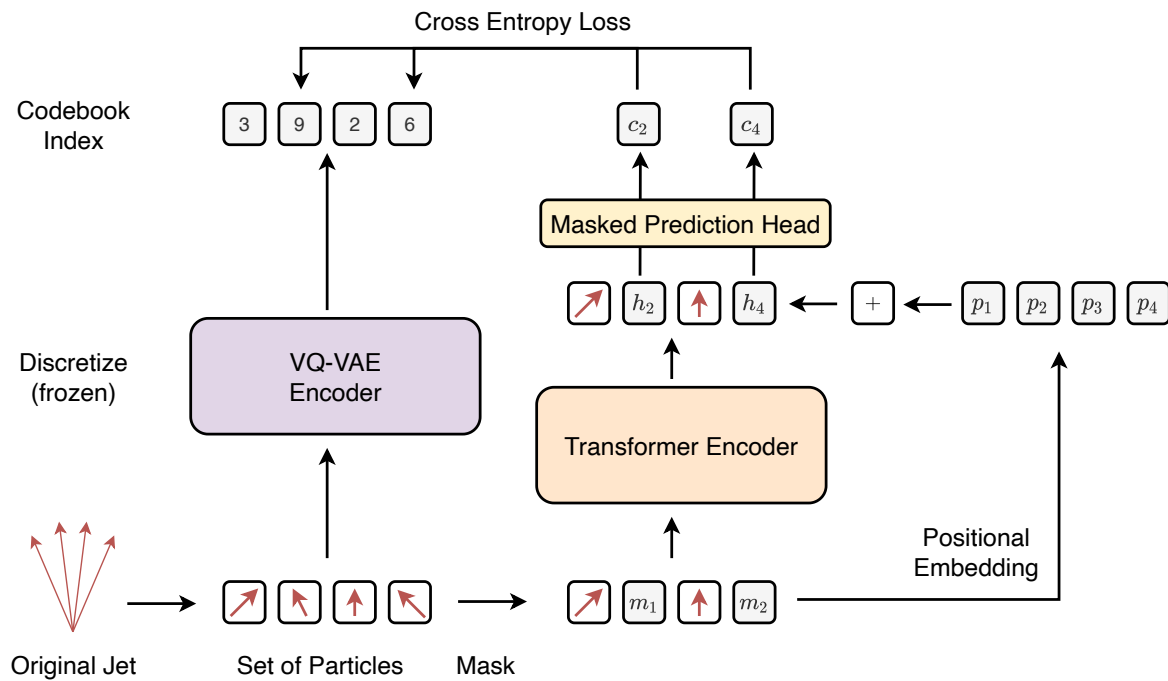 Cross Entropy Loss
Codebook
Index
3 9 2 6
c₂ c₄
Masked Prediction Head
h₂ h₄ + p₁ p₂ p₃ p₄
Discretize
(frozen)
VQ-VAE
Encoder
Transformer Encoder
Positional
Embedding
m₁ m₂
Original Jet
Set of Particles
Mask